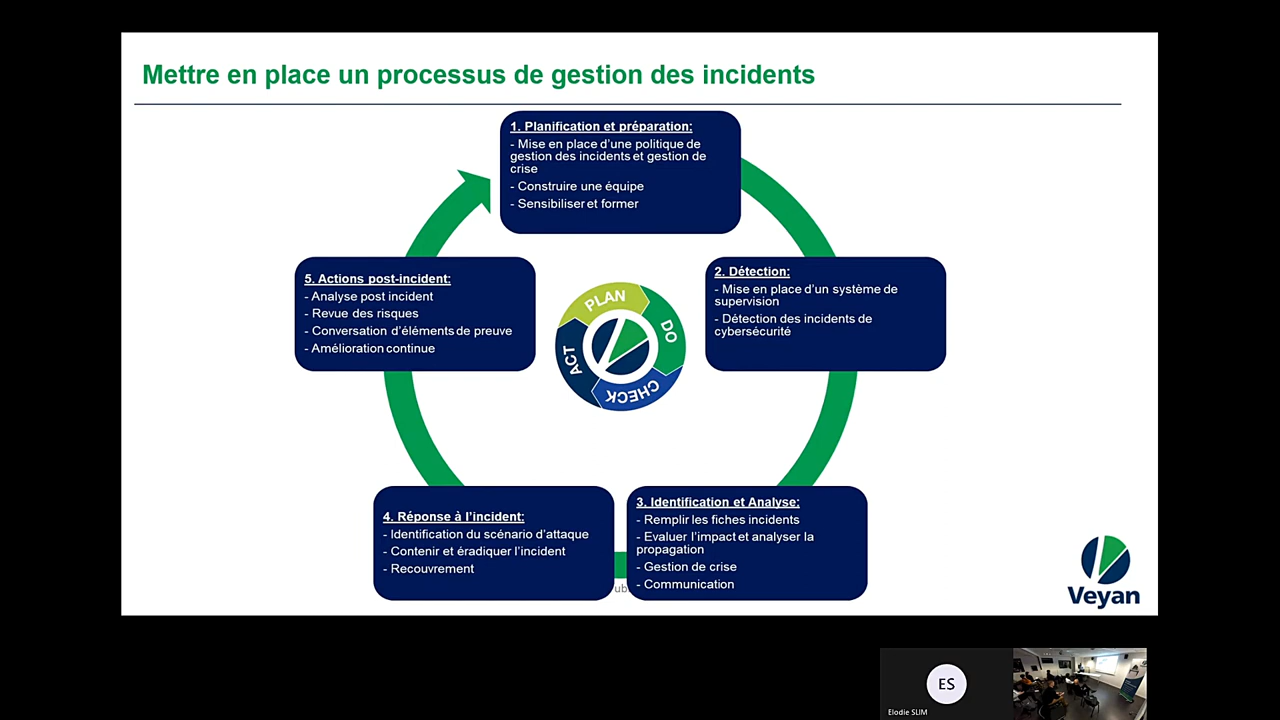 Mettre en place un processus de gestion des incidents
1. Planification et préparation:
- Mise en place d'une politique de
gestion des incidents et gestion de
crise
- Construire une équipe
- Sensibiliser et former
2. Détection:
- Mise en place d'un système de
supervision
- Détection des incidents de
cybersécurité
5. Actions post-incident:
- Analyse post incident
- Revue des risques
- Conversation d'éléments de preuve
- Amélioration continue
PLAN
DO
CHECK
ACT
4. Réponse à l'incident:
- Identification du scénario d'attaque
- Contenir et éradiquer l'incident
- Recouvrement
3. Identification et Analyse:
- Remplir les fiches incidents
- Evaluer l'impact et analyser la
propagation
- Gestion de crise
- Communication
Veyan
ES
Elodie SLIM